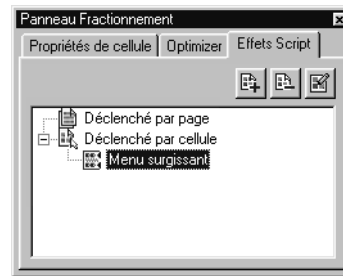 Panneau Fractionnement
Propriétés de cellule Optimizer Effets Script
Déclenché par page
Déclenché par cellule
Menu surgissant